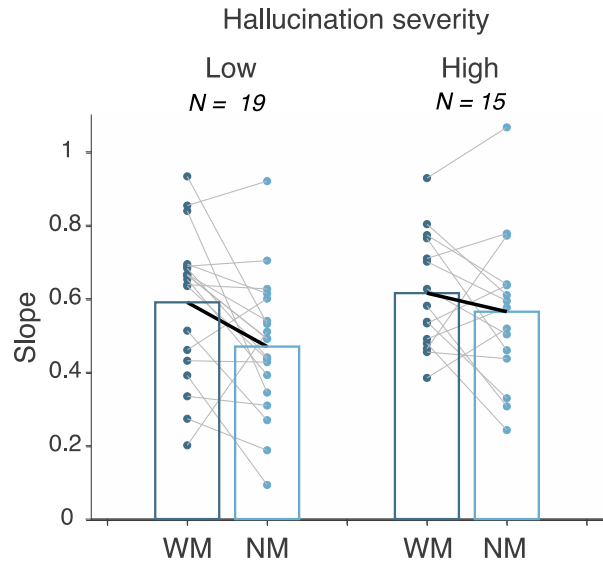 Hallucination severity
Low High
N = 19 N = 15
1
0.8
0.6
0.4
0.2
0
Slope
WM NM WM NM